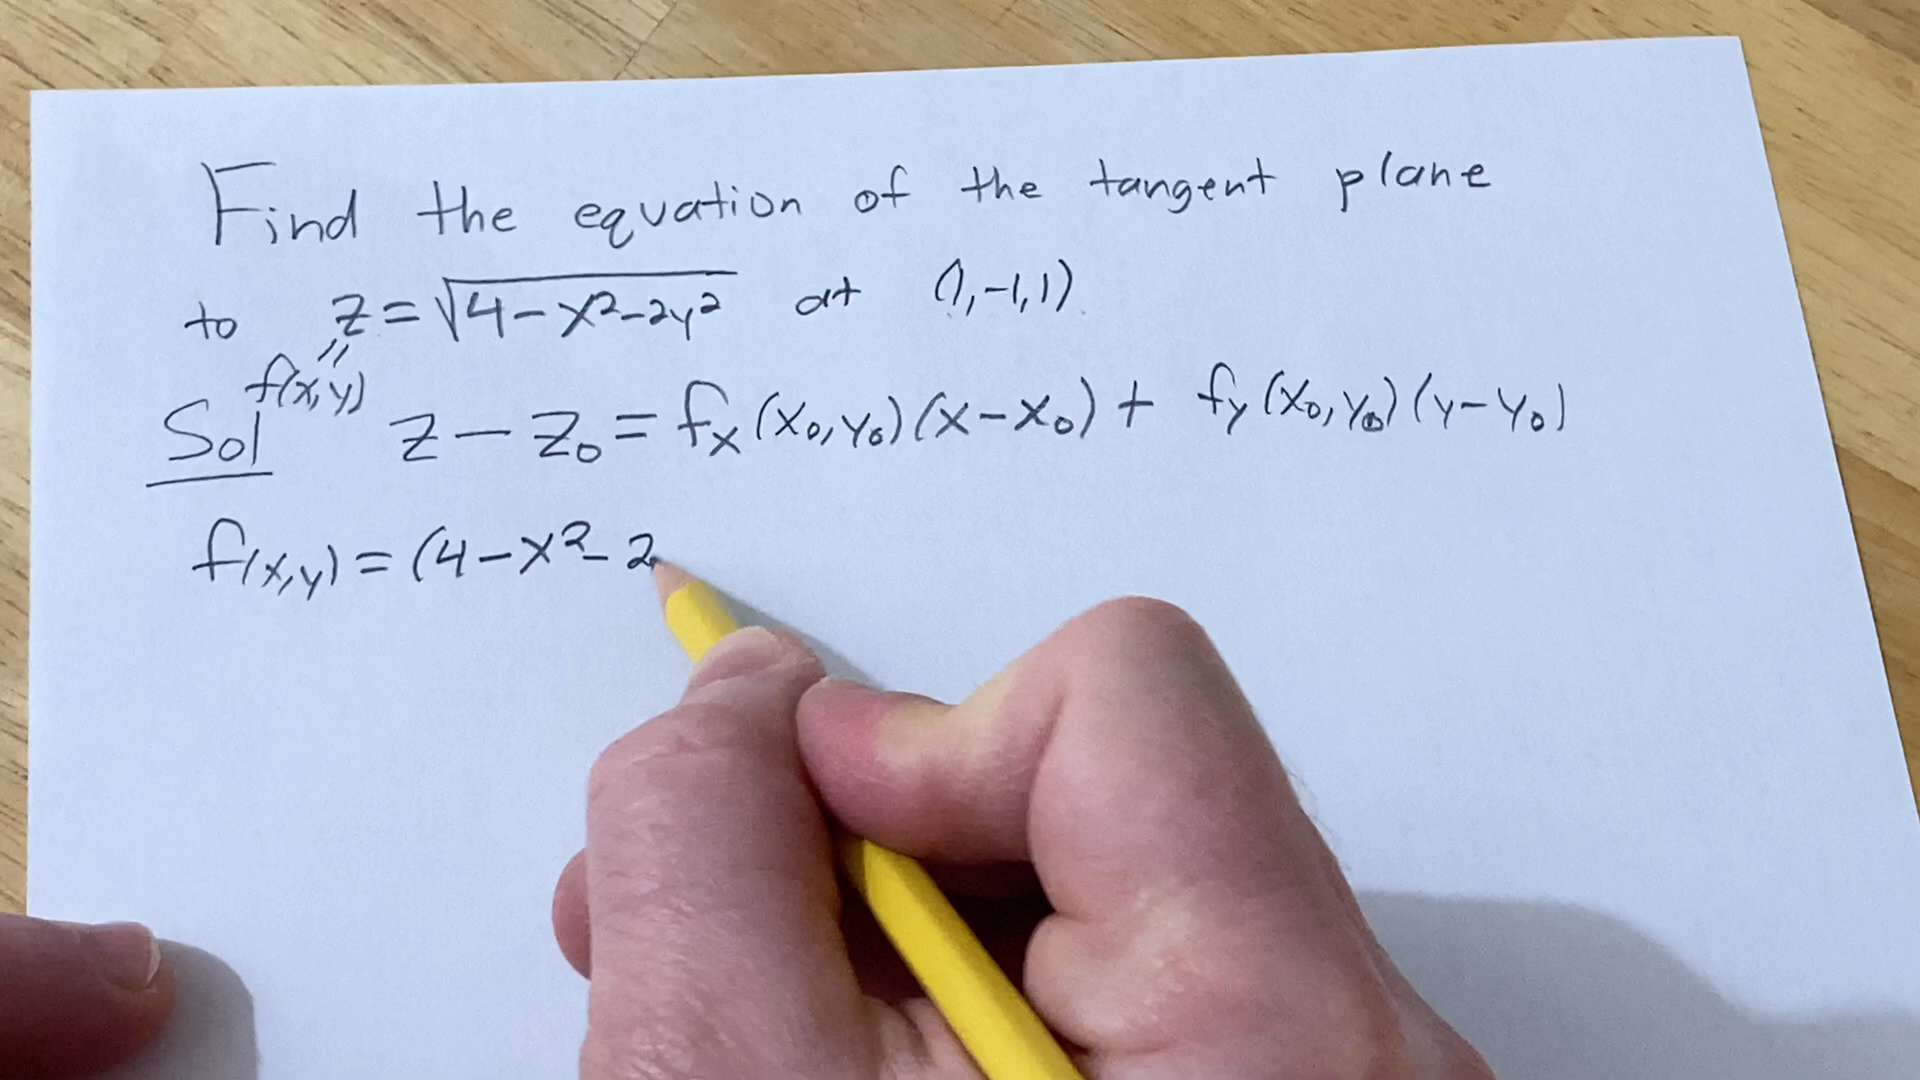 Find the equation of the tangent plane
to z = √(4-x²-2y²) at (1,-1,1)
"
f(x,y)
Sol z - z₀ = fₓ(x₀,y₀)(x-x₀) + f_y(x₀,y₀)(y-y₀)
f(x,y) = (4-x²-2